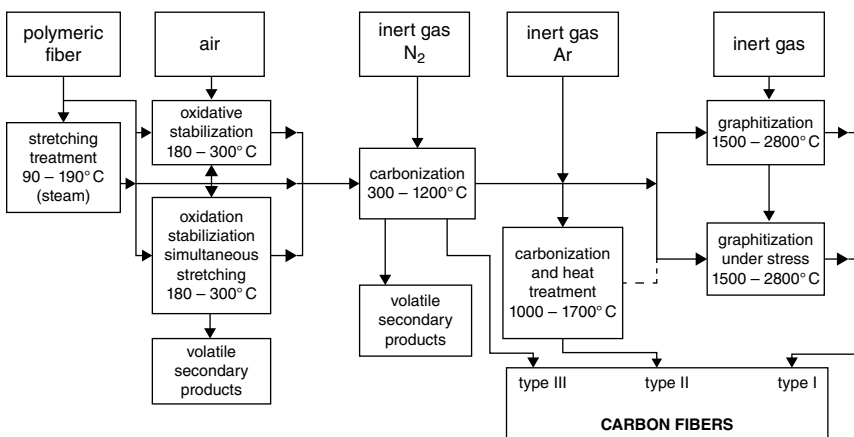 polymeric
fiber
air
inert gas
N₂
inert gas
Ar
inert gas
stretching
treatment
90 – 190°C
(steam)
oxidative
stabilization
180 – 300°C
oxidation
stabiliziation
simultaneous
stretching
180 – 300°C
volatile
secondary
products
carbonization
300 – 1200°C
volatile
secondary
products
carbonization
and heat
treatment
1000 – 1700°C
graphitization
1500 – 2800°C
graphitization
under stress
1500 – 2800°C
type III type II type I
CARBON FIBERS